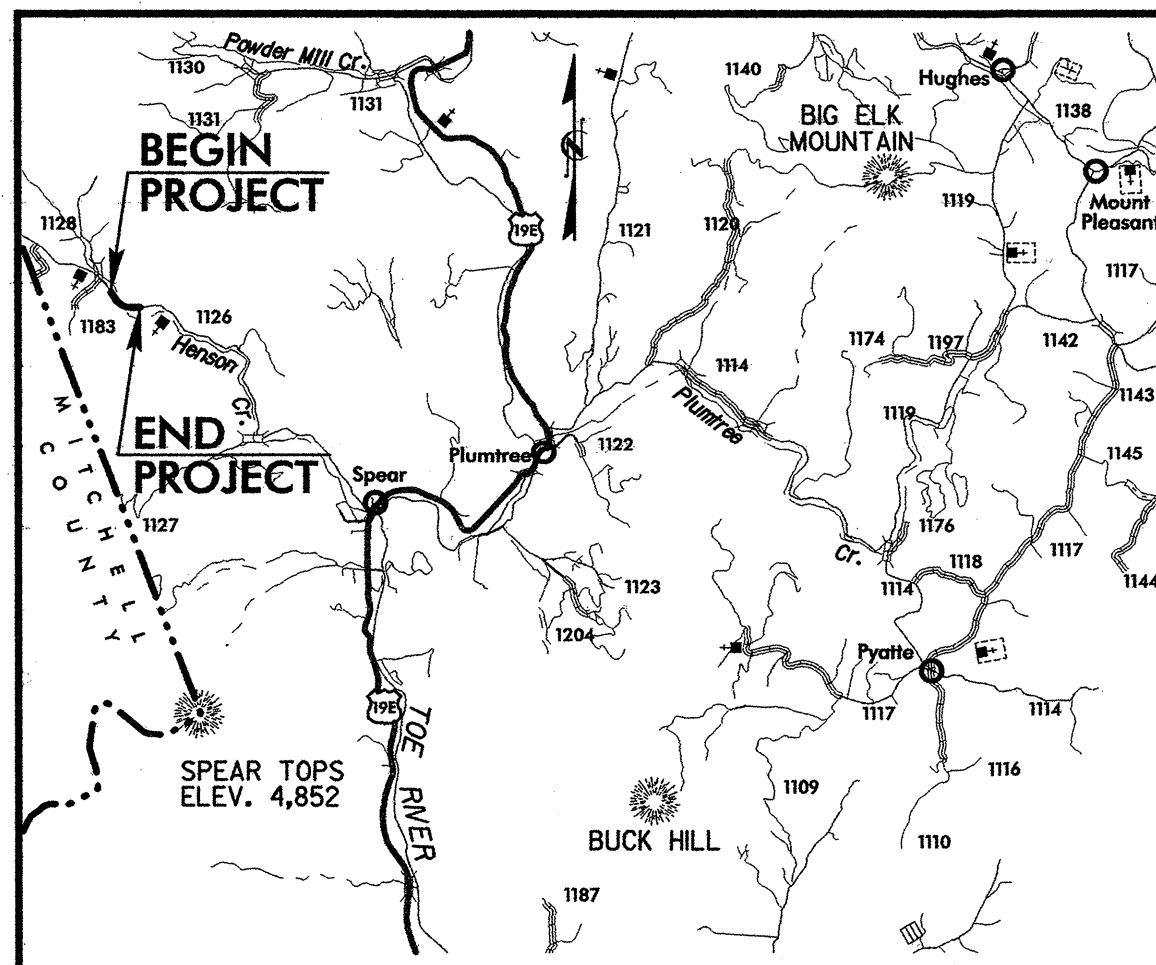 Powder Mill Cr.
1130
1131
1131
BEGIN
PROJECT
1128
1183
1126
Henson
Cr.
END
PROJECT
MITCHELL
COUNTY
1127
Spear
Plumtree
19E
1121
1122
1123
1204
1140
BIG ELK
MOUNTAIN
Hughes
1138
Mount
Pleasant
1119
1120
1117
1114
Plumtree
Cr.
1174
1197
1142
1143
1119
1145
1176
1118
1117
1144
1114
Pyatte
1117
1114
1116
1109
1110
19E
TOE RIVER
SPEAR TOPS
ELEV. 4,852
BUCK HILL
1187